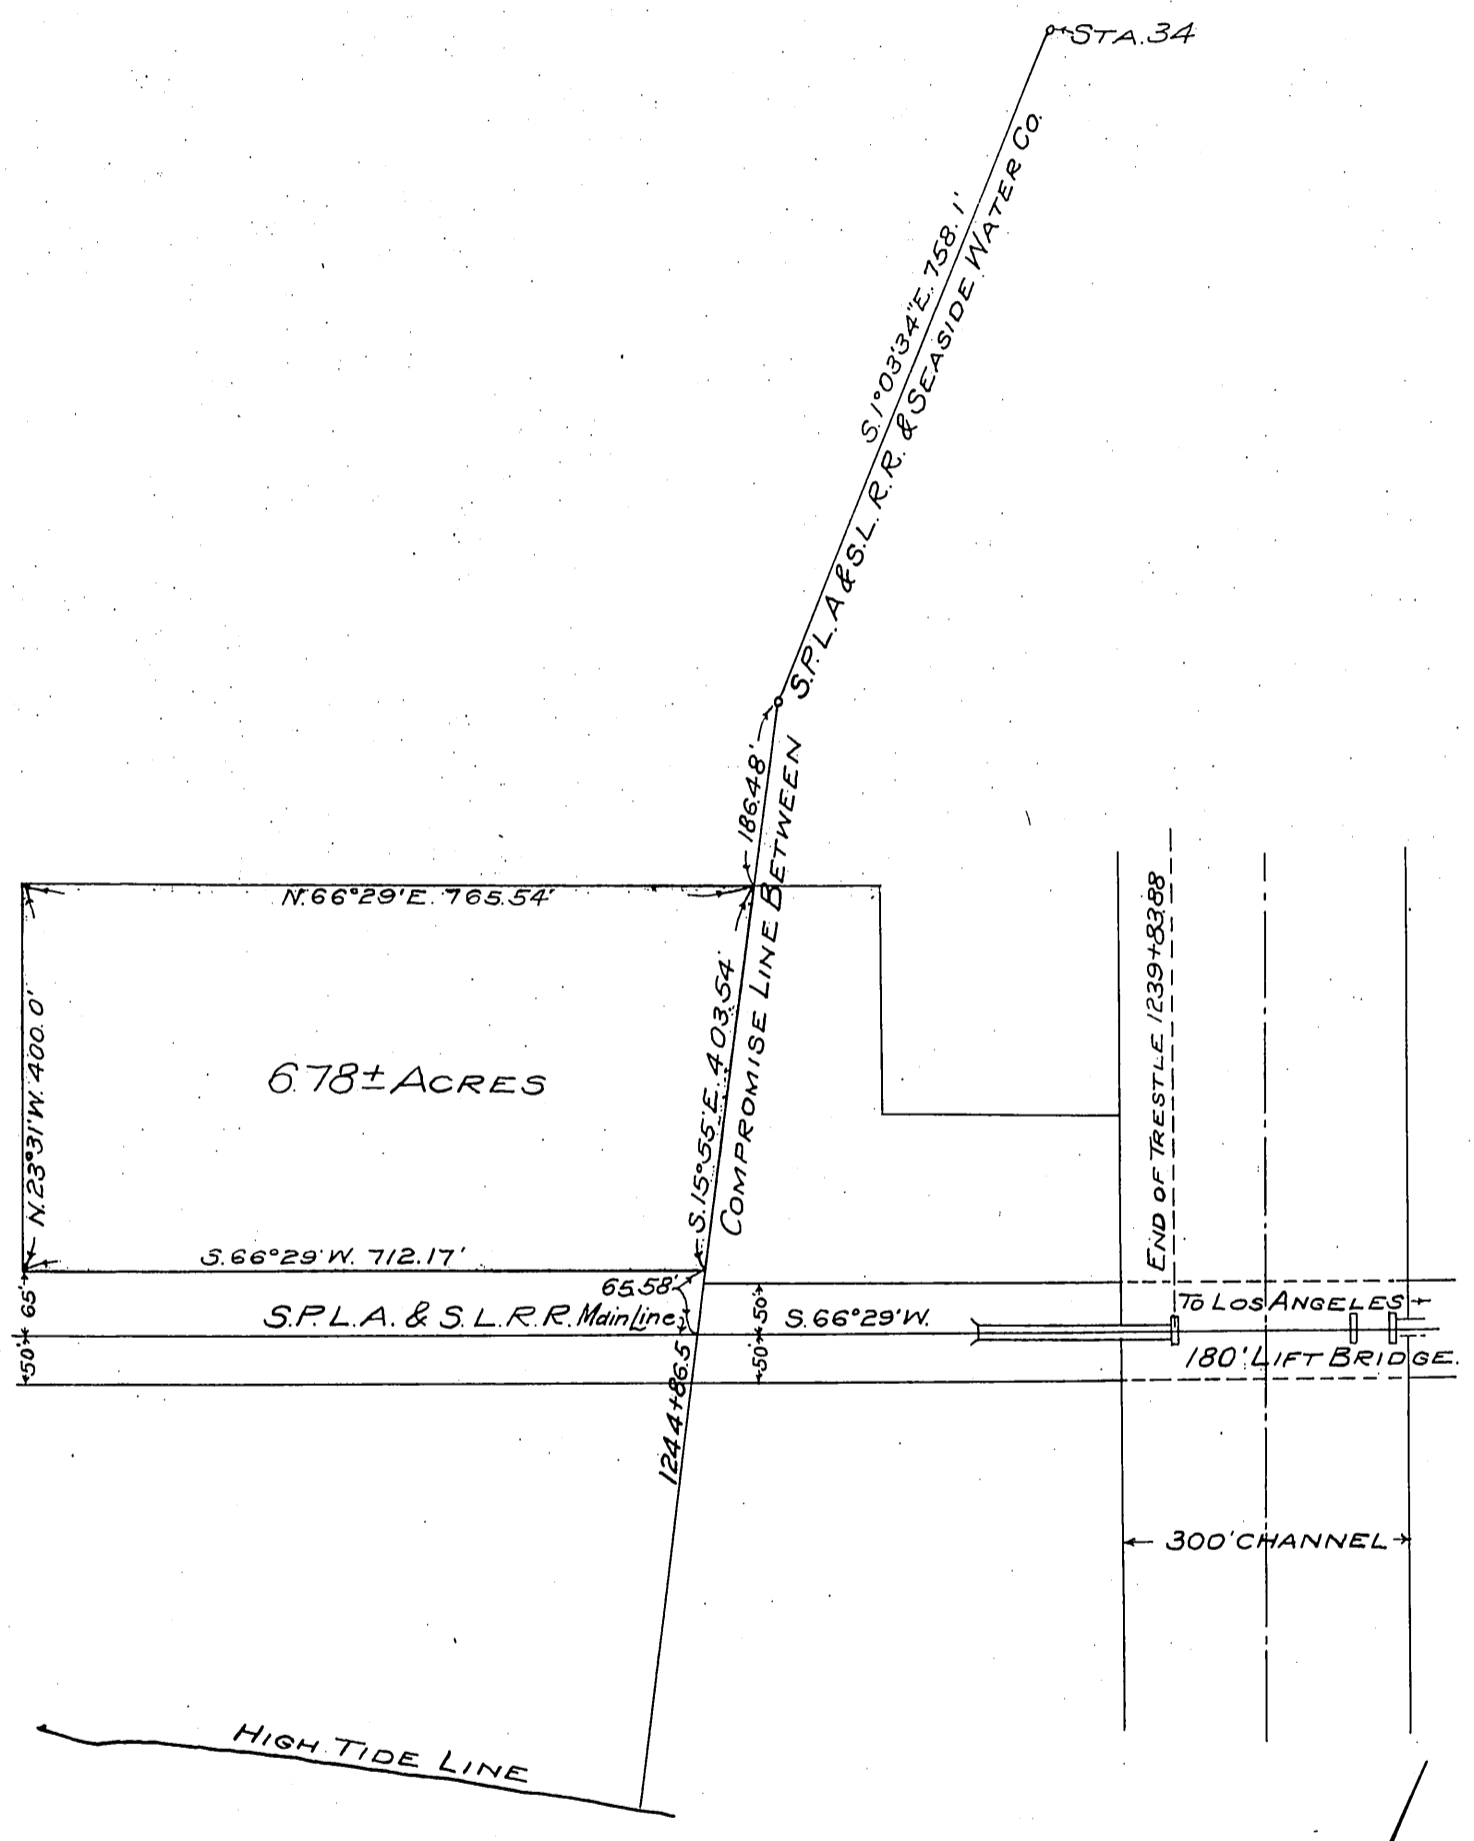 STA. 34
S. 1°03'34"E. 758.1'
COMPROMISE LINE BETWEEN S.P.L.A & S.L.R.R. & SEASIDE WATER CO.
186.48'
N. 66°29'E. 765.54'
N. 23°31'W. 400.0'
6.78± ACRES
S. 15°55'E. 403.54'
END OF TRESTLE 1239+83.88
S. 66°29'W. 712.17'
65'
65.58'
50'
S.P.L.A. & S.L.R.R. Main Line
S. 66°29'W.
TO LOS ANGELES
50'
50'
180' LIFT BRIDGE.
1244+86.5
300' CHANNEL
HIGH TIDE LINE